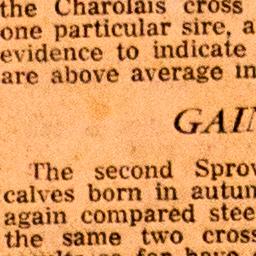 the Charolais cross
one particular sire, a
evidence to indicate
are above average in
GAIN
The second Sprov
calves born in autum
again compared stee
the same two cross